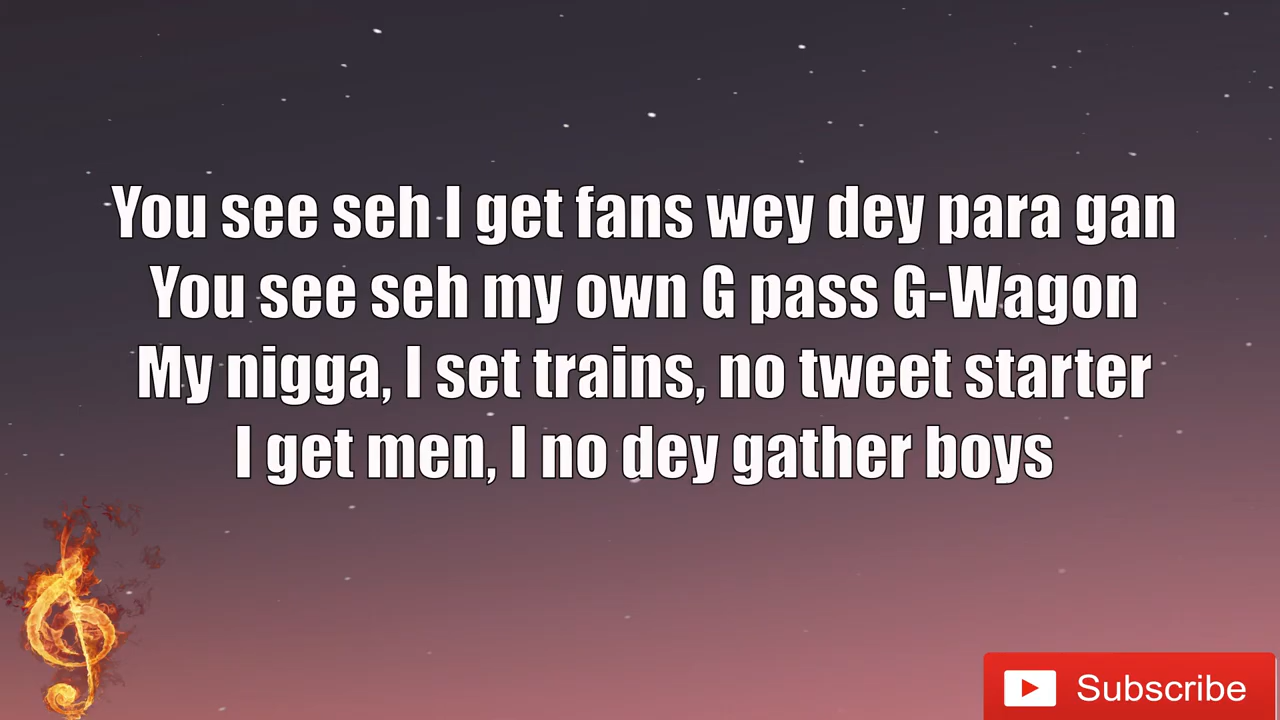 You see seh I get fans wey dey para gan
You see seh my own G pass G-Wagon
My nigga, I set trains, no tweet starter
I get men, I no dey gather boys
Subscribe